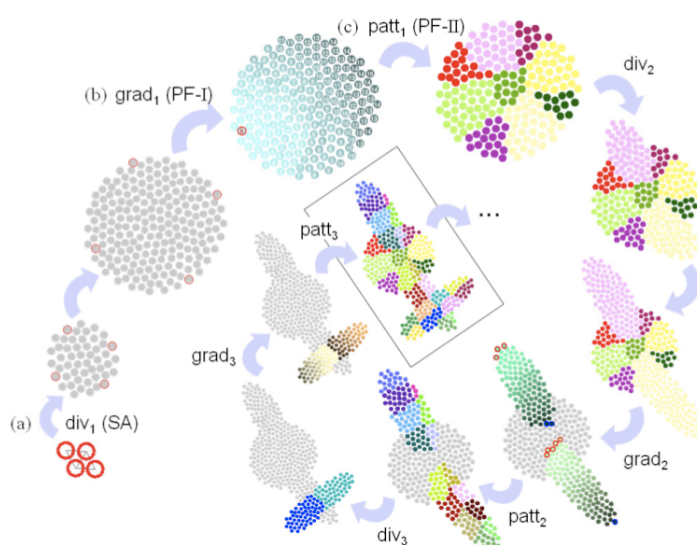 (c) patt₁ (PF-II)
div₂
(b) grad₁ (PF-I)
patt₃
...
grad₃
(a) div₁ (SA)
grad₂
patt₂
div₃